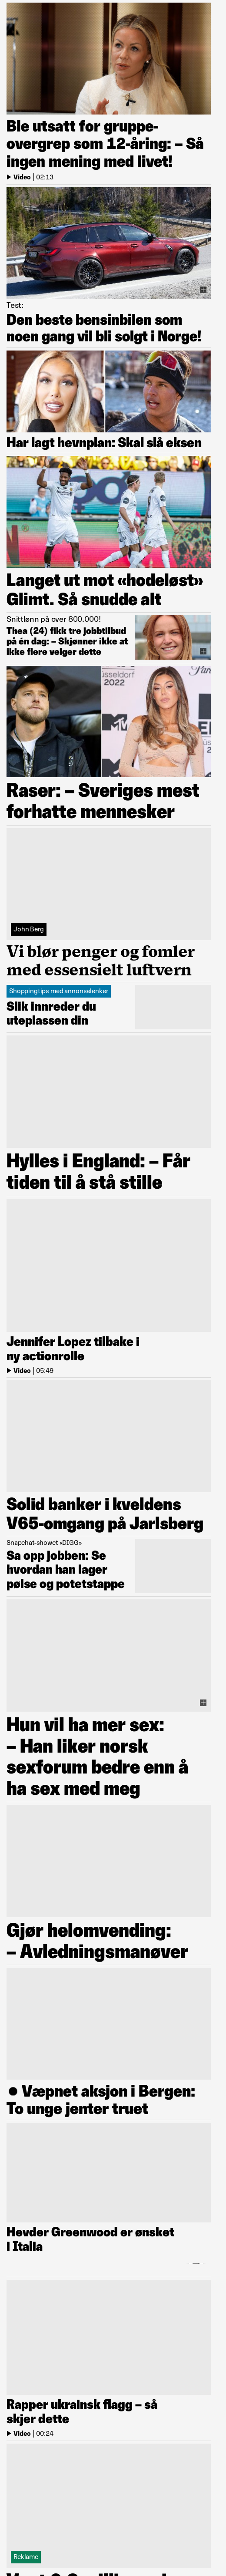 Ble utsatt for gruppe-
overgrep som 12-åring: – Så
ingen mening med livet!
Video | 02:13
Test:
Den beste bensinbilen som
noen gang vil bli solgt i Norge!
Har lagt hevnplan: Skal slå eksen
Langet ut mot «hodeløst»
Glimt. Så snudde alt
Snittlønn på over 800.000!
Thea (24) fikk tre jobbtilbud
på én dag: – Skjønner ikke at
ikke flere velger dette
usseldorf
2022
Raser: – Sveriges mest
forhatte mennesker
John Berg
Vi blør penger og fomler
med essensielt luftvern
Shoppingtips med annonselenker
Slik innreder du
uteplassen din
Hylles i England: – Får
tiden til å stå stille
Jennifer Lopez tilbake i
ny actionrolle
Video | 05:49
Solid banker i kveldens
V65-omgang på Jarlsberg
Snapchat-showet «DIGG»
Sa opp jobben: Se
hvordan han lager
pølse og potetstappe
Hun vil ha mer sex:
– Han liker norsk
sexforum bedre enn å
ha sex med meg
Gjør helomvending:
– Avledningsmanøver
● Væpnet aksjon i Bergen:
To unge jenter truet
Hevder Greenwood er ønsket
i Italia
Rapper ukrainsk flagg – så
skjer dette
Video | 00:24
Reklame